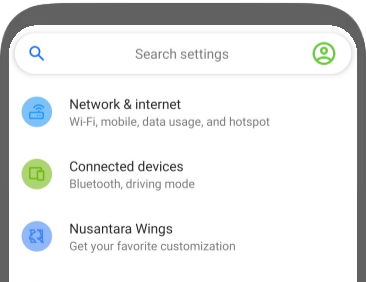 Search settings
Network & internet
Wi-Fi, mobile, data usage, and hotspot
Connected devices
Bluetooth, driving mode
Nusantara Wings
Get your favorite customization